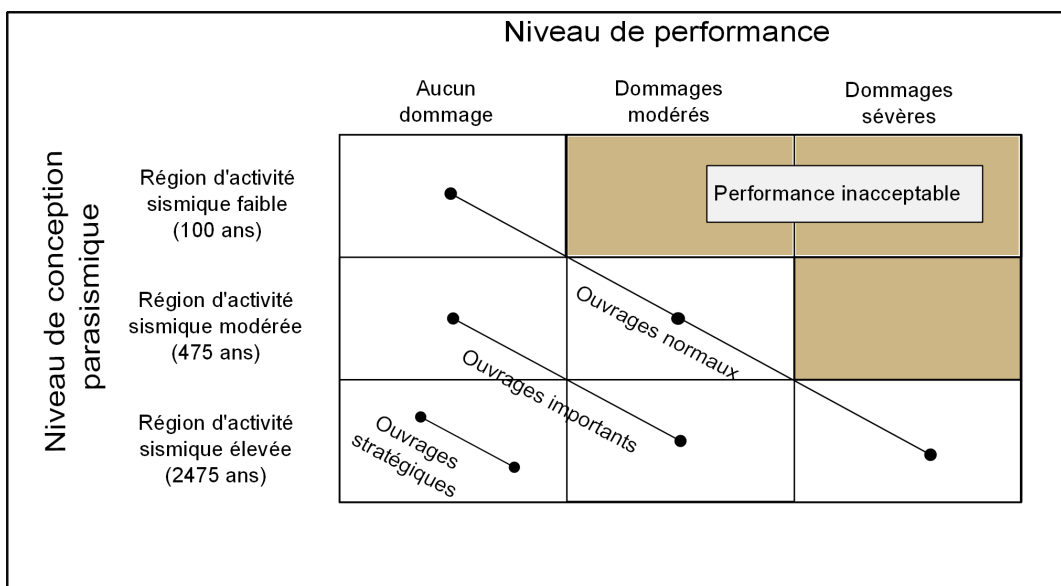 Niveau de performance
Aucun
dommage
Dommages
modérés
Dommages
sévères
Niveau de conception
parasismique
Région d'activité
sismique faible
(100 ans)
Performance inacceptable
Région d'activité
sismique modérée
(475 ans)
Ouvrages normaux
Ouvrages importants
Région d'activité
sismique élevée
(2475 ans)
Ouvrages
stratégiques